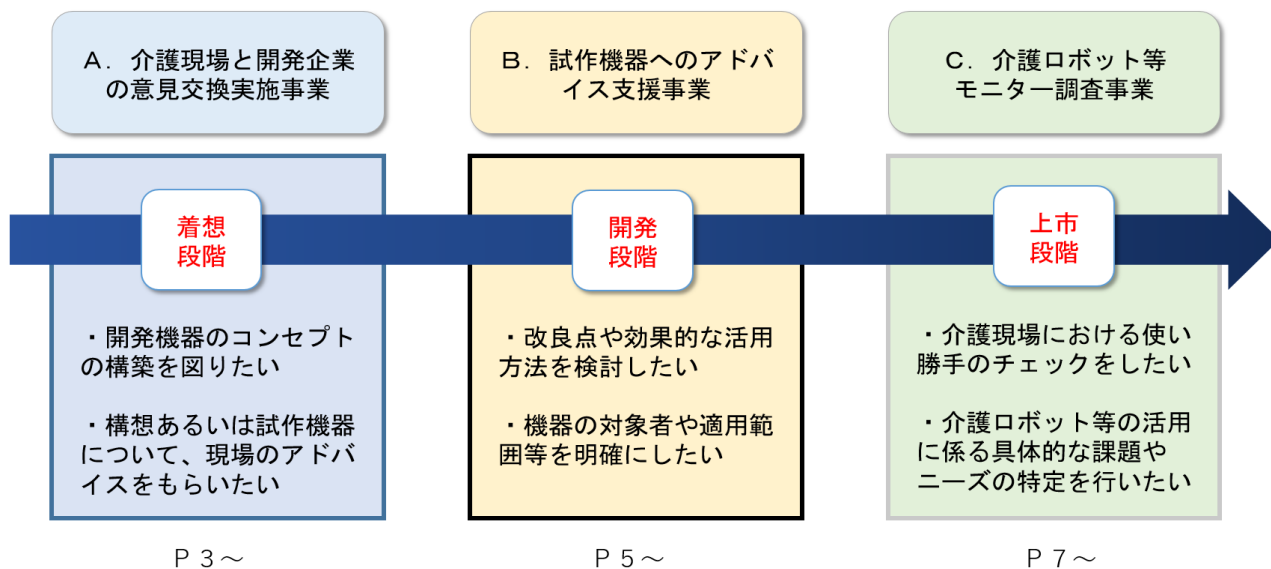 A．介護現場と開発企業
の意見交換実施事業
B．試作機器へのアドバ
イス支援事業
C．介護ロボット等
モニター調査事業
着想
段階
開発
段階
上市
段階
・開発機器のコンセプト
の構築を図りたい
・構想あるいは試作機器
について、現場のアドバ
イスをもらいたい
・改良点や効果的な活用
方法を検討したい
・機器の対象者や適用範
囲等を明確にしたい
・介護現場における使い
勝手のチェックをしたい
・介護ロボット等の活用
に係る具体的な課題や
ニーズの特定を行いたい
Ｐ３～
Ｐ５～
Ｐ７～